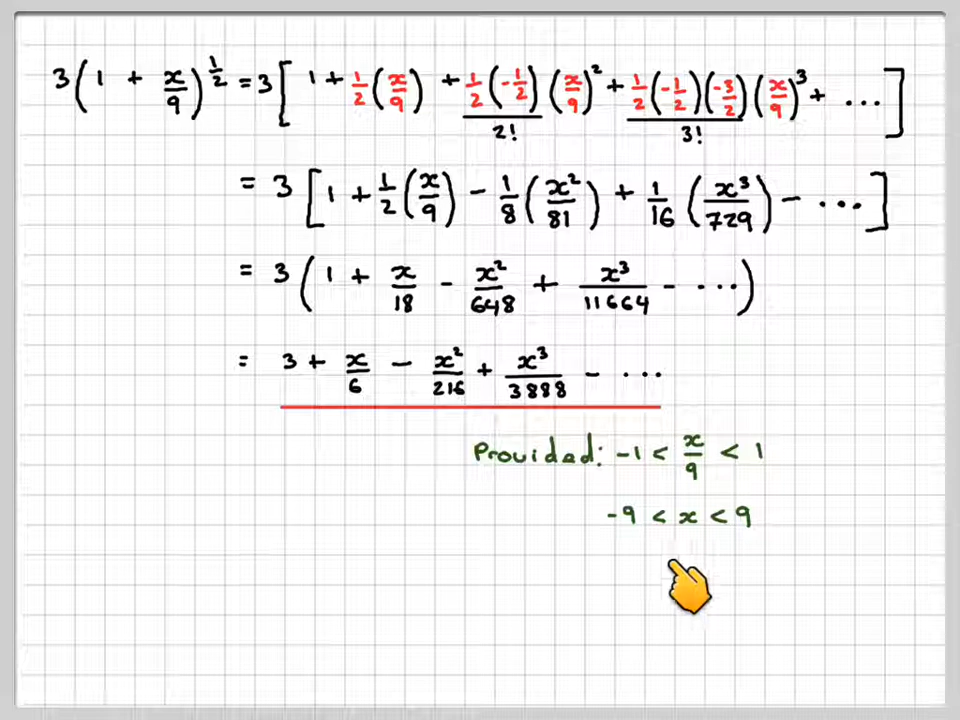 3(1 + x/9)^1/2 = 3[1 + 1/2(x/9) + 1/2(-1/2)/2! (x/9)^2 + 1/2(-1/2)(-3/2)/3! (x/9)^3 + ...]
= 3[1 + 1/2(x/9) - 1/8(x^2/81) + 1/16(x^3/729) - ...]
= 3(1 + x/18 - x^2/648 + x^3/11664 - ...)
= 3 + x/6 - x^2/216 + x^3/3888 - ...
Provided: -1 < x/9 < 1
-9 < x < 9